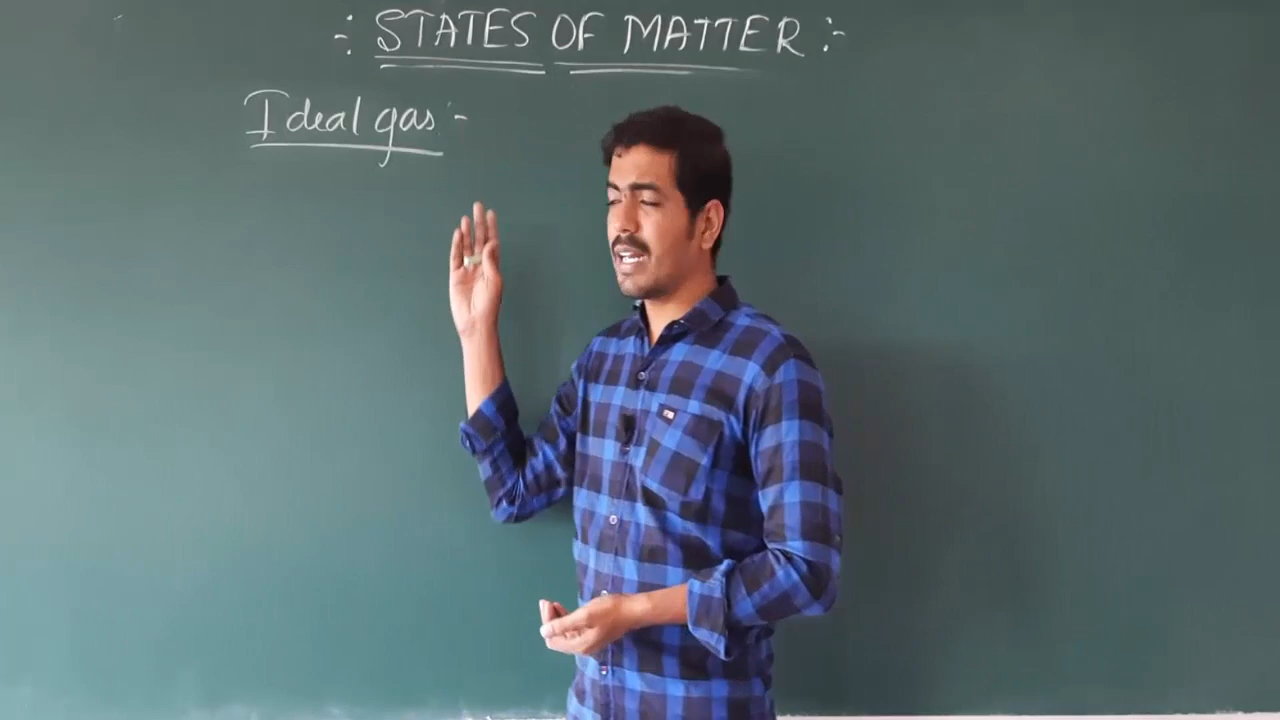 :- STATES OF MATTER :-
Ideal gas :-